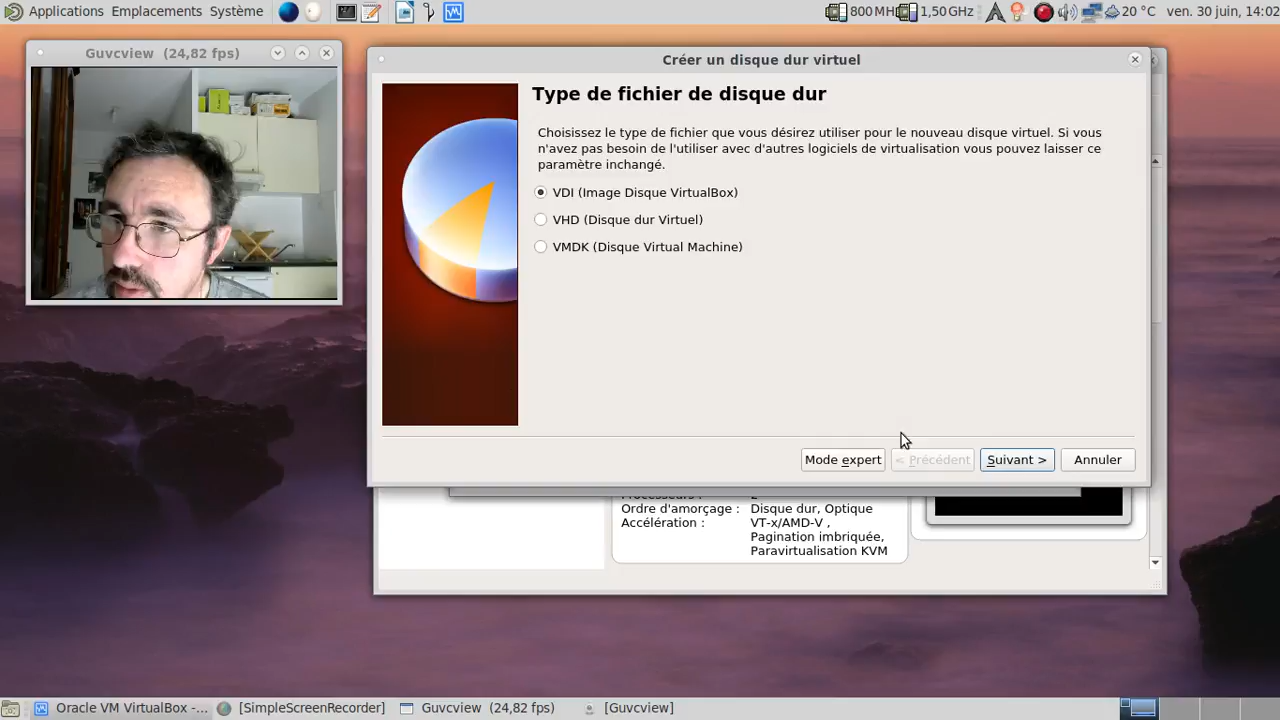 Applications Emplacements Système
800 MH 1,50 GHz 20 °C ven. 30 juin, 14:02
Guvcview (24,82 fps)
Créer un disque dur virtuel
Type de fichier de disque dur
Choisissez le type de fichier que vous désirez utiliser pour le nouveau disque virtuel. Si vous
n'avez pas besoin de l'utiliser avec d'autres logiciels de virtualisation vous pouvez laisser ce
paramètre inchangé.
VDI (Image Disque VirtualBox)
VHD (Disque dur Virtuel)
VMDK (Disque Virtual Machine)
Mode expert < Précédent Suivant > Annuler
Ordre d'amorçage : Disque dur, Optique
Accélération : VT-x/AMD-V ,
Pagination imbriquée,
Paravirtualisation KVM
Oracle VM VirtualBox -... [SimpleScreenRecorder] Guvcview (24,82 fps) [Guvcview]